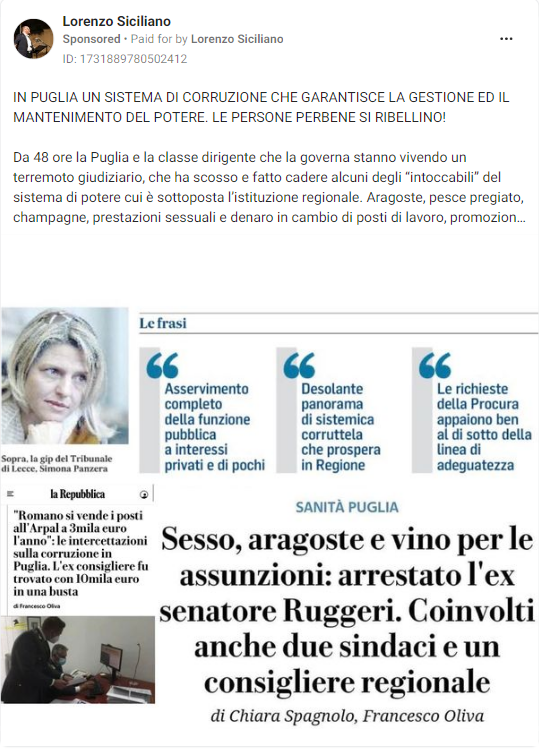 Lorenzo Siciliano
Sponsored • Paid for by Lorenzo Siciliano
ID: 1731889780502412
IN PUGLIA UN SISTEMA DI CORRUZIONE CHE GARANTISCE LA GESTIONE ED IL
MANTENIMENTO DEL POTERE. LE PERSONE PERBENE SI RIBELLINO!
Da 48 ore la Puglia e la classe dirigente che la governa stanno vivendo un
terremoto giudiziario, che ha scosso e fatto cadere alcuni degli “intoccabili” del
sistema di potere cui è sottoposta l’istituzione regionale. Aragoste, pesce pregiato,
champagne, prestazioni sessuali e denaro in cambio di posti di lavoro, promozion...
Le frasi
“
Asservimento
completo
della funzione
pubblica
a interessi
privati e di pochi
“
Desolante
panorama
di sistemica
corruttela
che prospera
in Regione
“
Le richieste
della Procura
appaiono ben
al di sotto della
linea di
adeguatezza
Sopra, la gip del Tribunale
di Lecce, Simona Panzera
la Repubblica
"Romano si vende i posti
all'Arpal a 3mila euro
l'anno": le intercettazioni
sulla corruzione in
Puglia. L'ex consigliere fu
trovato con 10mila euro
in una busta
di Francesco Oliva
SANITÀ PUGLIA
Sesso, aragoste e vino per le
assunzioni: arrestato l'ex
senatore Ruggeri. Coinvolti
anche due sindaci e un
consigliere regionale
di Chiara Spagnolo, Francesco Oliva